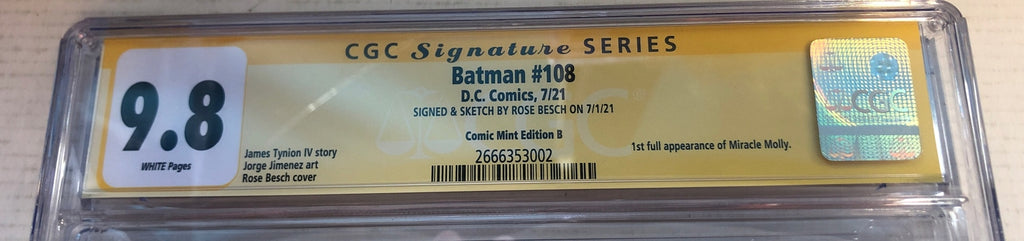 CGC Signature SERIES
Batman #108
D.C. Comics, 7/21
SIGNED & SKETCH BY ROSE BESCH ON 7/1/21
Comic Mint Edition B
2666353002
9.8
WHITE Pages
James Tynion IV story
Jorge Jimenez art
Rose Besch cover
1st full appearance of Miracle Molly.
CGC